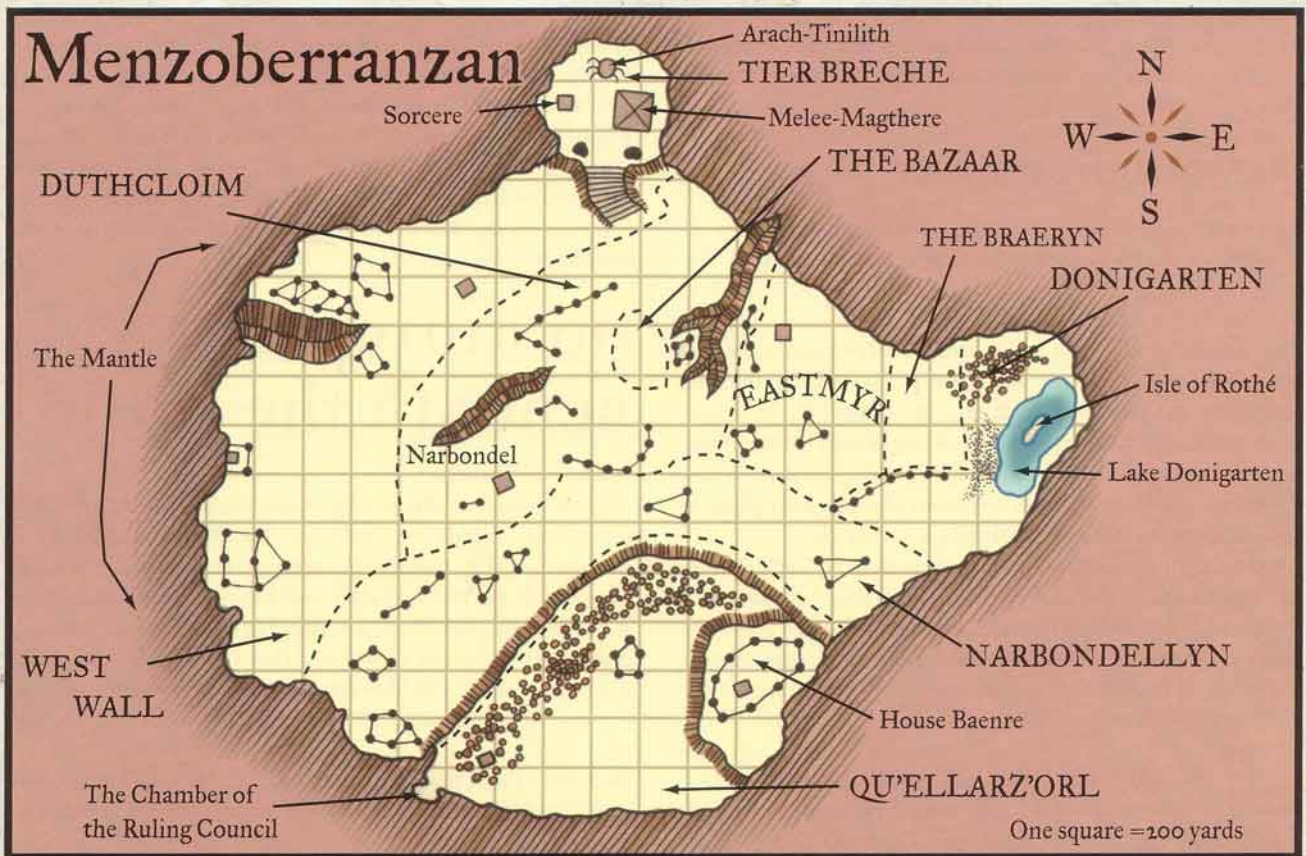 Menzoberranzan
Arach-Tinilith
TIER BRECHE
Sorcere
Melee-Magthere
N
W
E
S
THE BAZAAR
DUTHCLOIM
THE BRAERYN
DONIGARTEN
The Mantle
Isle of Rothé
EASTMYR
Narbondel
Lake Donigarten
WEST
WALL
NARBONDELLYN
House Baenre
QU'ELLARZ'ORL
The Chamber of
the Ruling Council
One square = 200 yards